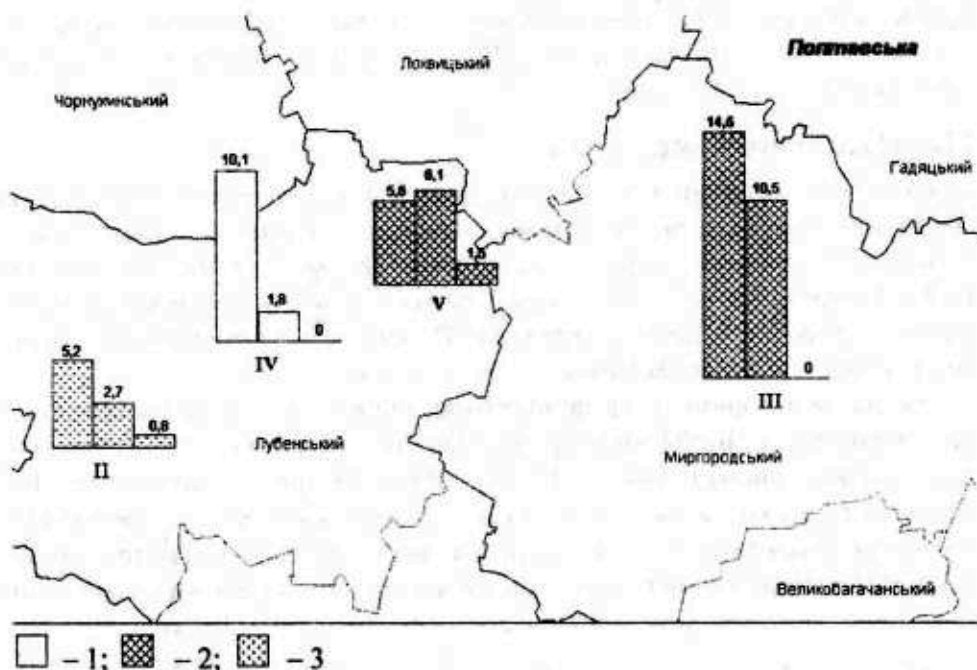 Полтавська
Лохвицький
Чорнухинський
14,6
Гадяцький
10,1
6,1
5,6
10,5
1,5
1,8
V
0
0
5,2
IV
2,7
III
0,8
Лубенський
II
Миргородський
Великобагачанський
– 1; – 2; – 3